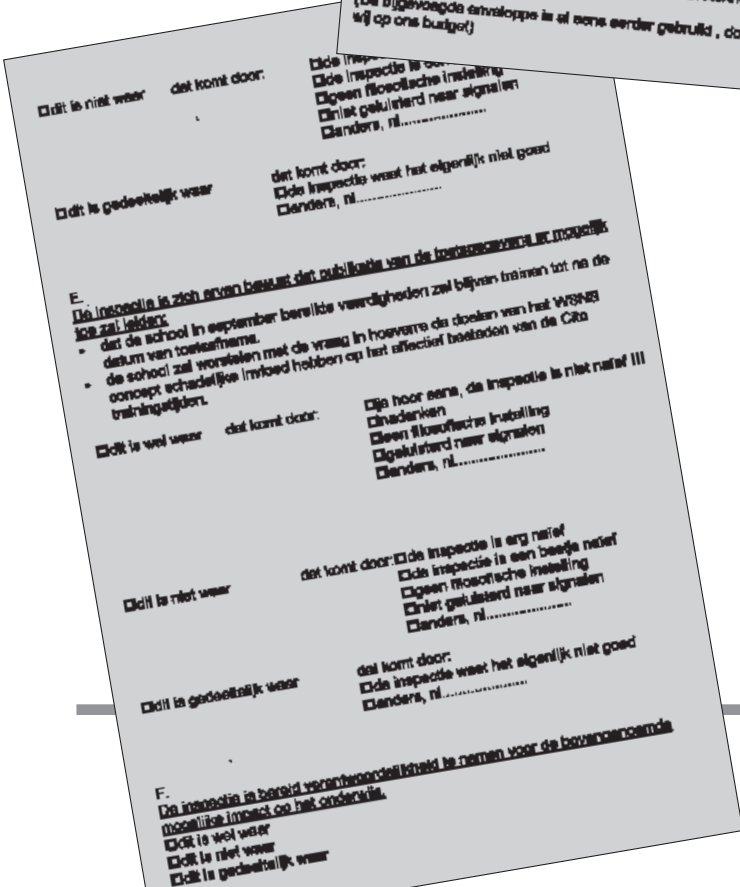 (De bijgevoegde enveloppe is al eens eerder gebruikt , do
wij op ons budget)
☐de inspe
☐de inspectie is een
☐dit is niet waar dat komt door:
☐geen filosofische instelling
☐niet geluisterd naar signalen
☐anders, nl......................
☐dit is gedeeltelijk waar
dat komt door:
☐de inspectie weet het eigenlijk niet goed
☐anders, nl......................
E.
De inspectie is zich ervan bewust dat publikatie van de toetsgegevens er mogelijk
toe zal leiden:
- dat de school in september bereikte vaardigheden zal blijven trainen tot na de
datum van toetsafname.
- de school zal worstelen met de vraag in hoeverre de doelen van het WSNS
concept schadelijke invloed hebben op het effectief besteden van de Cito
trainingstijden.
☐dit is wel waar dat komt door:
☐ja hoor eens, de inspectie is niet naïef !!!
☐nadenken
☐een filosofische instelling
☐geluisterd naar signalen
☐anders, nl......................
☐dit is niet waar
dat komt door:☐de inspectie is erg naïef
☐de inspectie is een beetje naïef
☐geen filosofische instelling
☐niet geluisterd naar signalen
☐anders, nl......................
☐dit is gedeeltelijk waar
dat komt door:
☐de inspectie weet het eigenlijk niet goed
☐anders, nl......................
F.
De inspectie is bereid verantwoordelijkheid te nemen voor de bovengenoemde
mogelijke impact op het onderwijs.
☐dit is wel waar
☐dit is niet waar
☐dit is gedeeltelijk waar